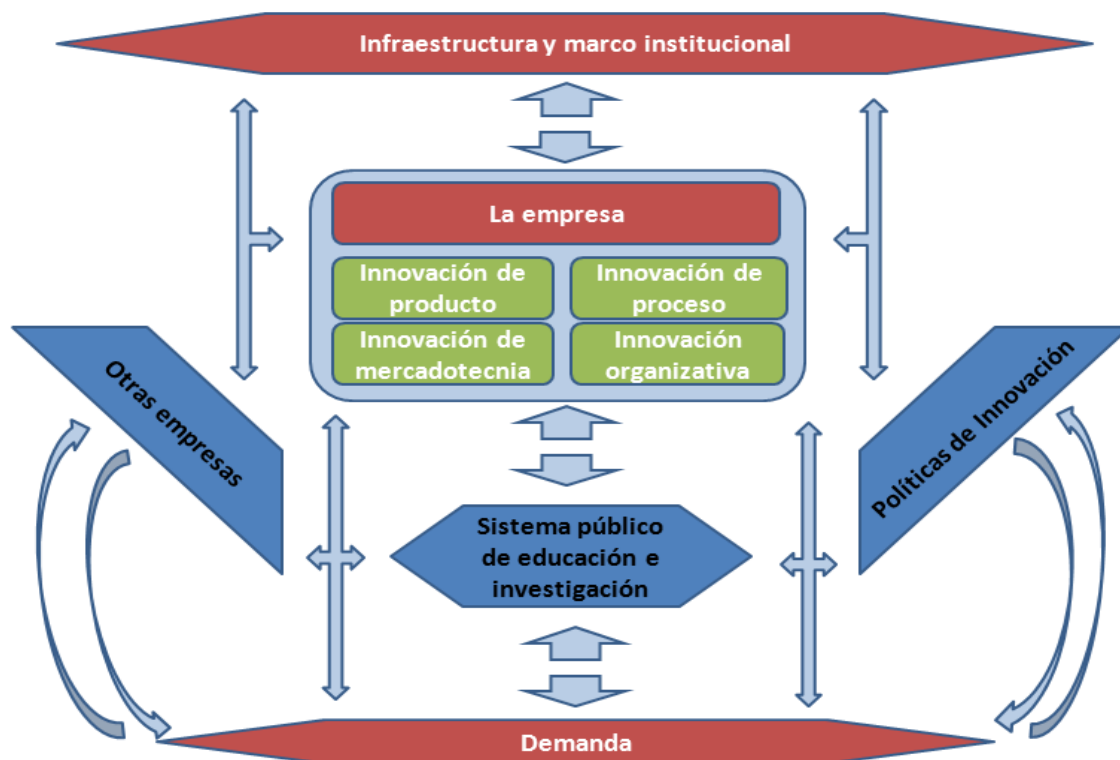 Infraestructura y marco institucional
La empresa
Innovación de
producto
Innovación de
proceso
Innovación de
mercadotecnia
Innovación
organizativa
Otras empresas
Políticas de Innovación
Sistema público
de educación e
investigación
Demanda